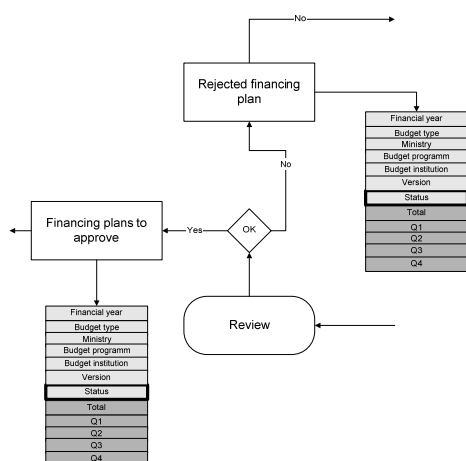 No
Rejected financing
plan
Financial year
Budget type
Ministry
Budget programm
Budget institution
Version
Status
Total
Q1
Q2
Q3
Q4
No
Financing plans to
approve
Yes
OK
Review
Financial year
Budget type
Ministry
Budget programm
Budget institution
Version
Status
Total
Q1
Q2
Q3
Q4